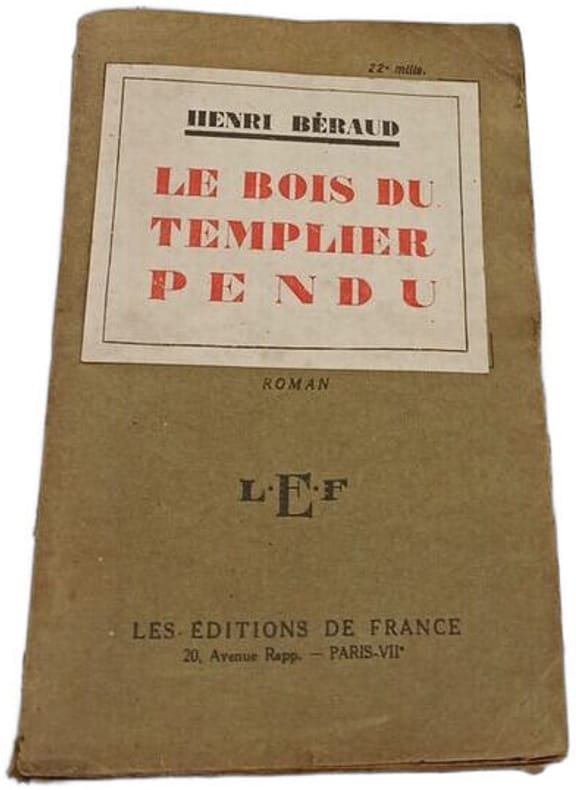 22e mille.
HENRI BÉRAUD
LE BOIS DU
TEMPLIER
PENDU
ROMAN
L·E·F
LES ÉDITIONS DE FRANCE
20, Avenue Rapp. — PARIS-VIIe